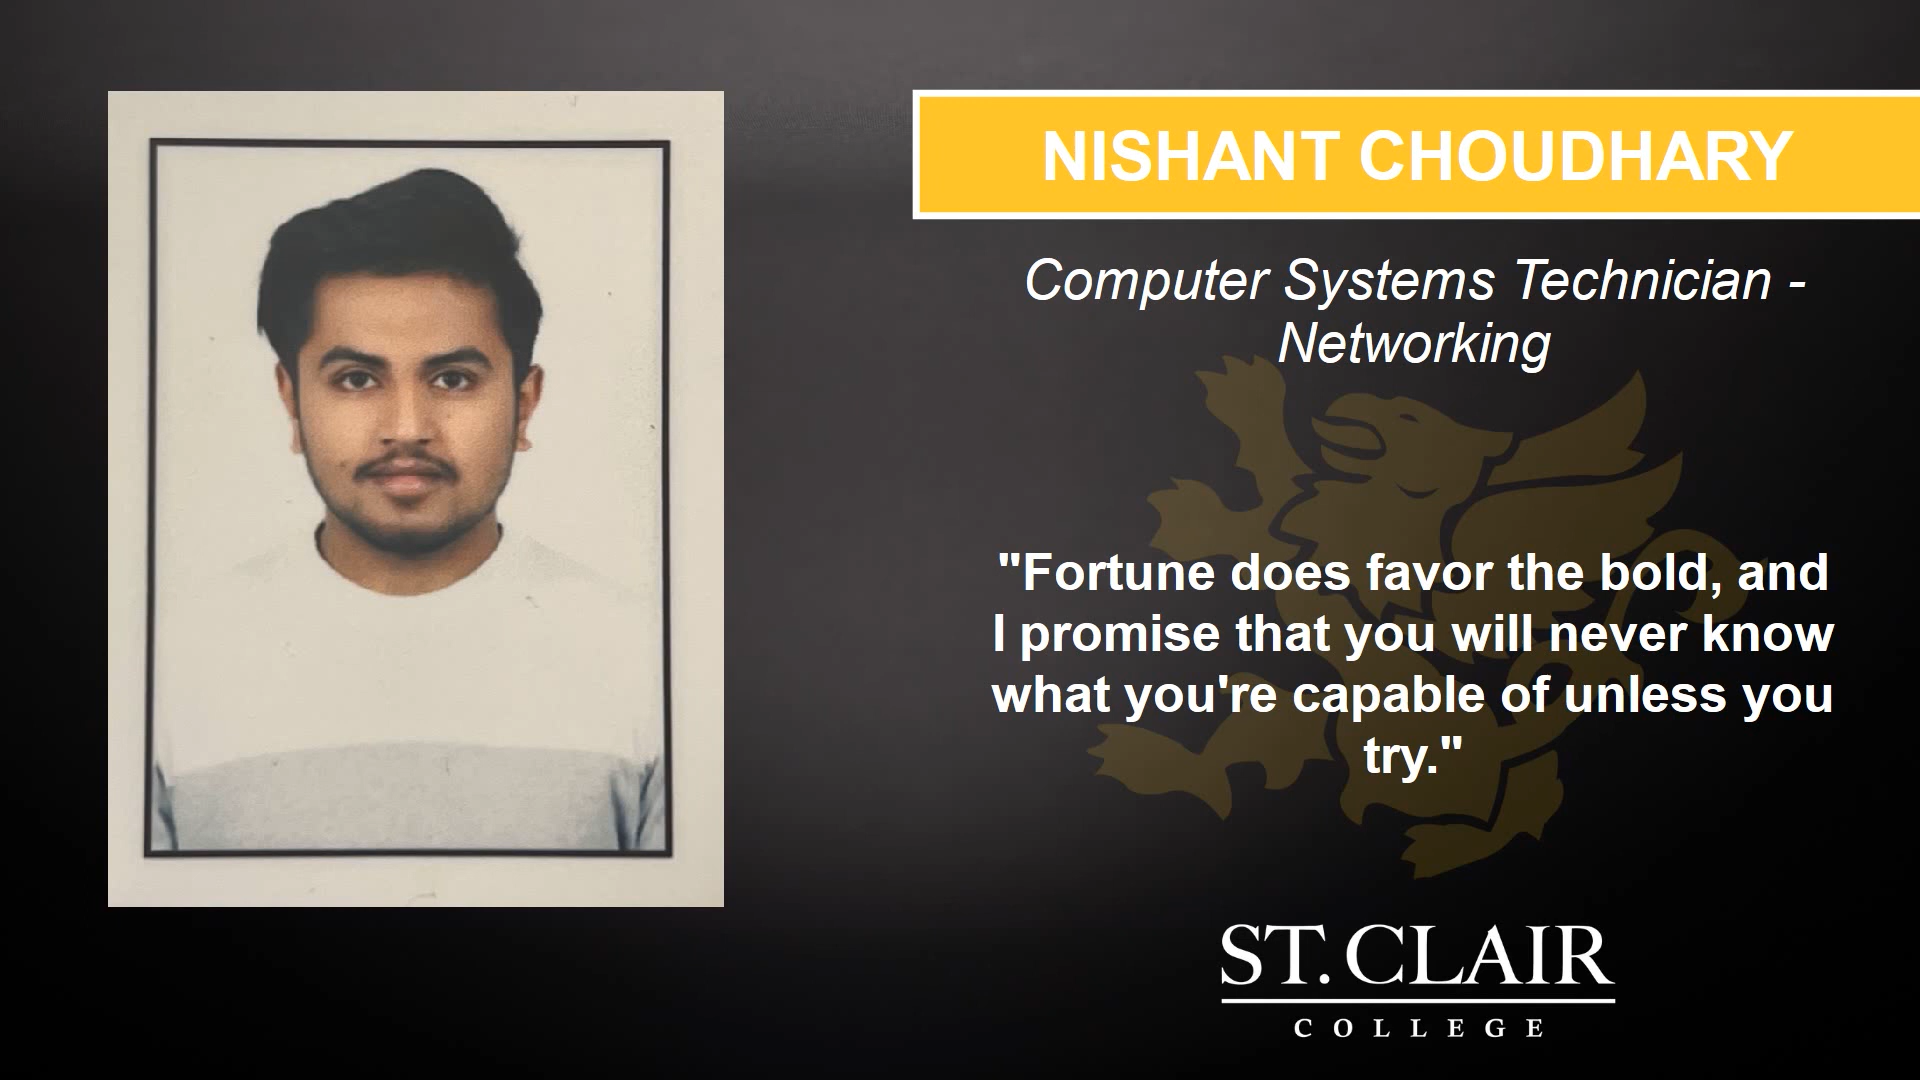 NISHANT CHOUDHARY
Computer Systems Technician -
Networking
"Fortune does favor the bold, and
I promise that you will never know
what you're capable of unless you
try."
ST. CLAIR
COLLEGE